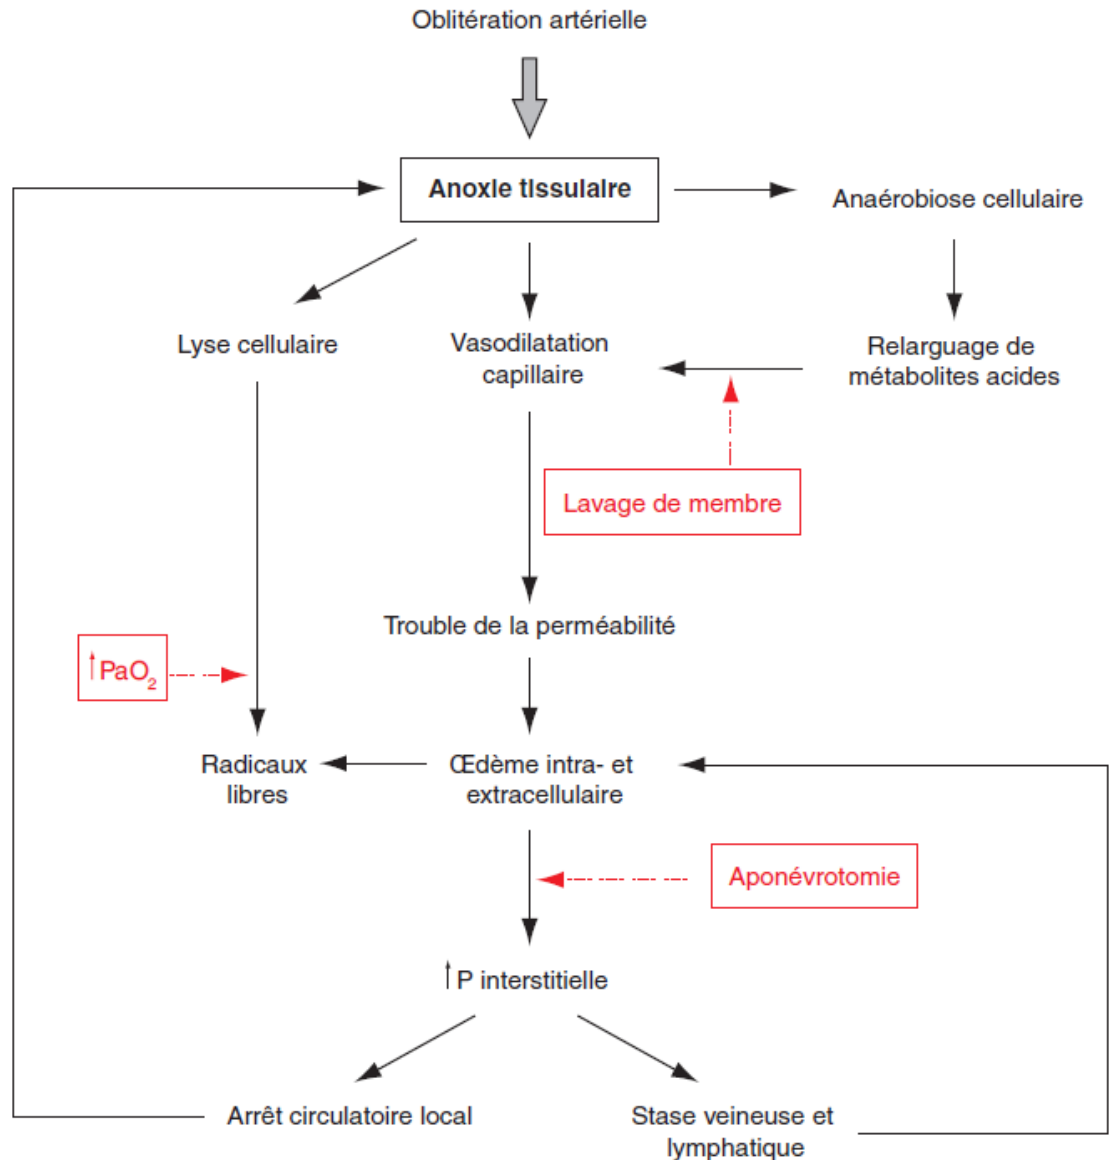 Oblitération artérielle
Anoxie tissulaire
Anaérobiose cellulaire
Lyse cellulaire
Vasodilatation
capillaire
Relarguage de
métabolites acides
Lavage de membre
Trouble de la perméabilité
↑PaO₂
Radicaux
libres
Œdème intra- et
extracellulaire
Aponévrotomie
↑P interstitielle
Arrêt circulatoire local
Stase veineuse et
lymphatique